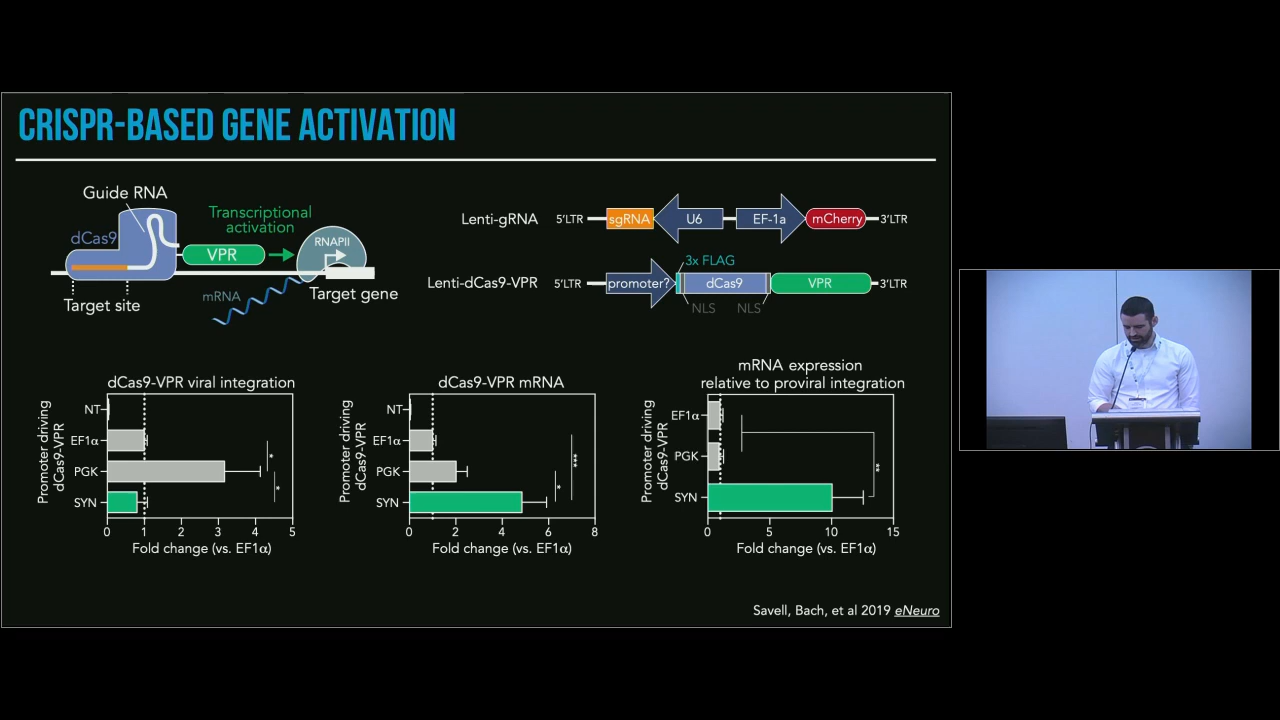 CRISPR-BASED GENE ACTIVATION
Guide RNA
dCas9
Transcriptional
activation
VPR
RNAPII
mRNA
Target site
Target gene
Lenti-gRNA
5'LTR
sgRNA
U6
EF-1a
mCherry
3'LTR
3x FLAG
Lenti-dCas9-VPR
5'LTR
promoter?
dCas9
VPR
3'LTR
NLS
NLS
dCas9-VPR viral integration
Promoter driving
dCas9-VPR
NT
EF1α
PGK
SYN
*
*
0 1 2 3 4 5
Fold change (vs. EF1α)
dCas9-VPR mRNA
Promoter driving
dCas9-VPR
NT
EF1α
PGK
SYN
*
***
0 2 4 6 8
Fold change (vs. EF1α)
mRNA expression
relative to proviral integration
Promoter driving
dCas9-VPR
EF1α
PGK
SYN
**
0 5 10 15
Fold change (vs. EF1α)
Savell, Bach, et al 2019 eNeuro